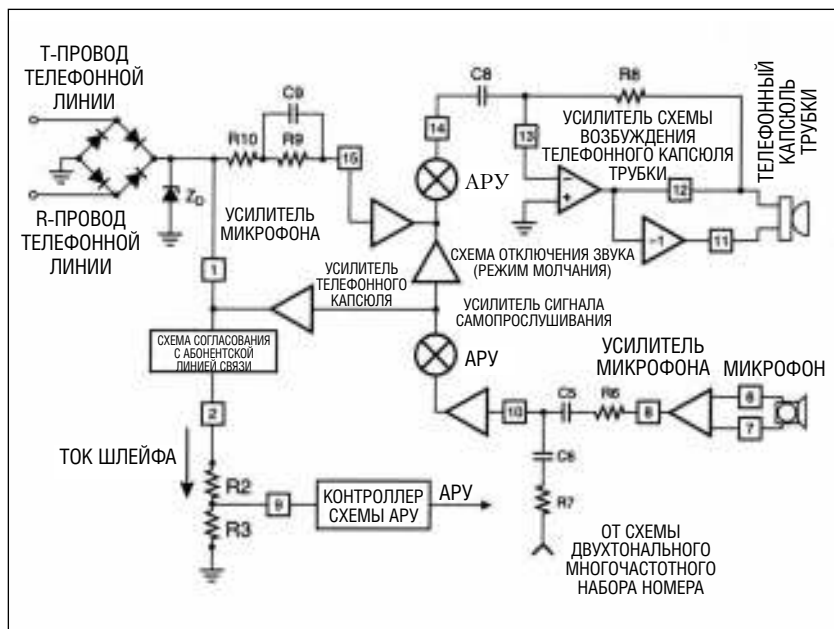 Т-ПРОВОД
ТЕЛЕФОННОЙ
ЛИНИИ
R-ПРОВОД
ТЕЛЕФОННОЙ
ЛИНИИ
Z_D
R10
C9
R9
15
УСИЛИТЕЛЬ
МИКРОФОНА
1
14
C8
R8
13
АРУ
УСИЛИТЕЛЬ СХЕМЫ
ВОЗБУЖДЕНИЯ
ТЕЛЕФОННОГО КАПСЮЛЯ
ТРУБКИ
−
+
12
−1
11
ТЕЛЕФОННЫЙ
КАПСЮЛЬ
ТРУБКИ
СХЕМА ОТКЛЮЧЕНИЯ ЗВУКА
(РЕЖИМ МОЛЧАНИЯ)
УСИЛИТЕЛЬ
ТЕЛЕФОННОГО
КАПСЮЛЯ
УСИЛИТЕЛЬ СИГНАЛА
САМОПРОСЛУШИВАНИЯ
АРУ
СХЕМА СОГЛАСОВАНИЯ
С АБОНЕНТСКОЙ
ЛИНИЕЙ СВЯЗИ
2
ТОК ШЛЕЙФА
R2
R3
9
КОНТРОЛЛЕР
СХЕМЫ АРУ
АРУ
10
C5
R6
8
УСИЛИТЕЛЬ
МИКРОФОНА
МИКРОФОН
6
7
C6
R7
ОТ СХЕМЫ
ДВУХТОНАЛЬНОГО
МНОГОЧАСТОТНОГО
НАБОРА НОМЕРА